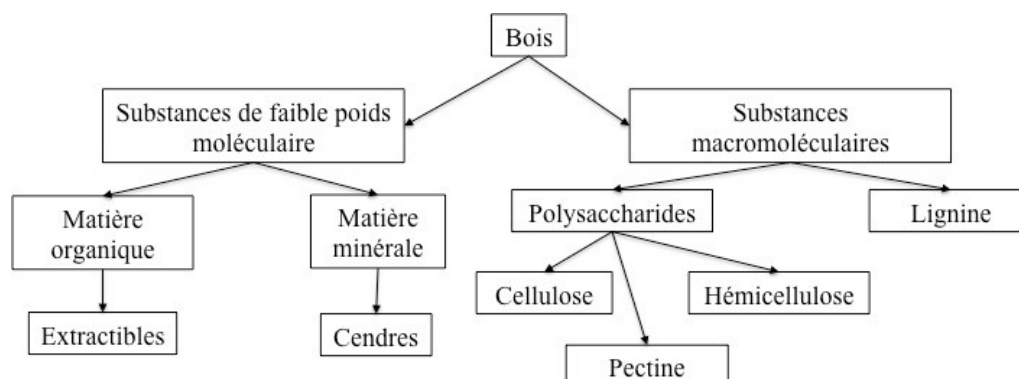 Bois
Substances de faible poids
moléculaire
Substances
macromoléculaires
Matière
organique
Matière
minérale
Polysaccharides
Lignine
Cellulose
Hémicellulose
Extractibles
Cendres
Pectine